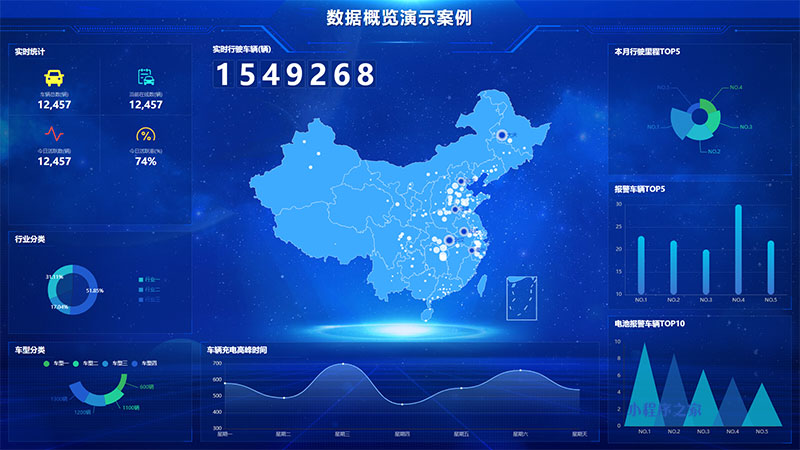 数据概览演示案例
实时统计
车辆总数(辆)
12,457
当前在线数(辆)
12,457
今日活跃数(辆)
12,457
今日活跃率(%)
74%
行业分类
31.11%
51.85%
17.04%
行业一
行业二
行业三
车型分类
车型一 车型二 车型三 车型四
600辆
1100辆
1200辆
1300辆
实时行驶车辆(辆)
1549268
车辆充电高峰时间
700
600
500
400
300
星期一 星期二 星期三 星期四 星期五 星期六 星期天
本月行驶里程TOP5
NO.5
NO.4
NO.1
NO.3
NO.2
报警车辆TOP5
30
25
20
15
10
NO.1 NO.2 NO.3 NO.4 NO.5
电池报警车辆TOP10
10
8
6
4
2
0
NO.1 NO.2 NO.3 NO.4 NO.5
小程序之家